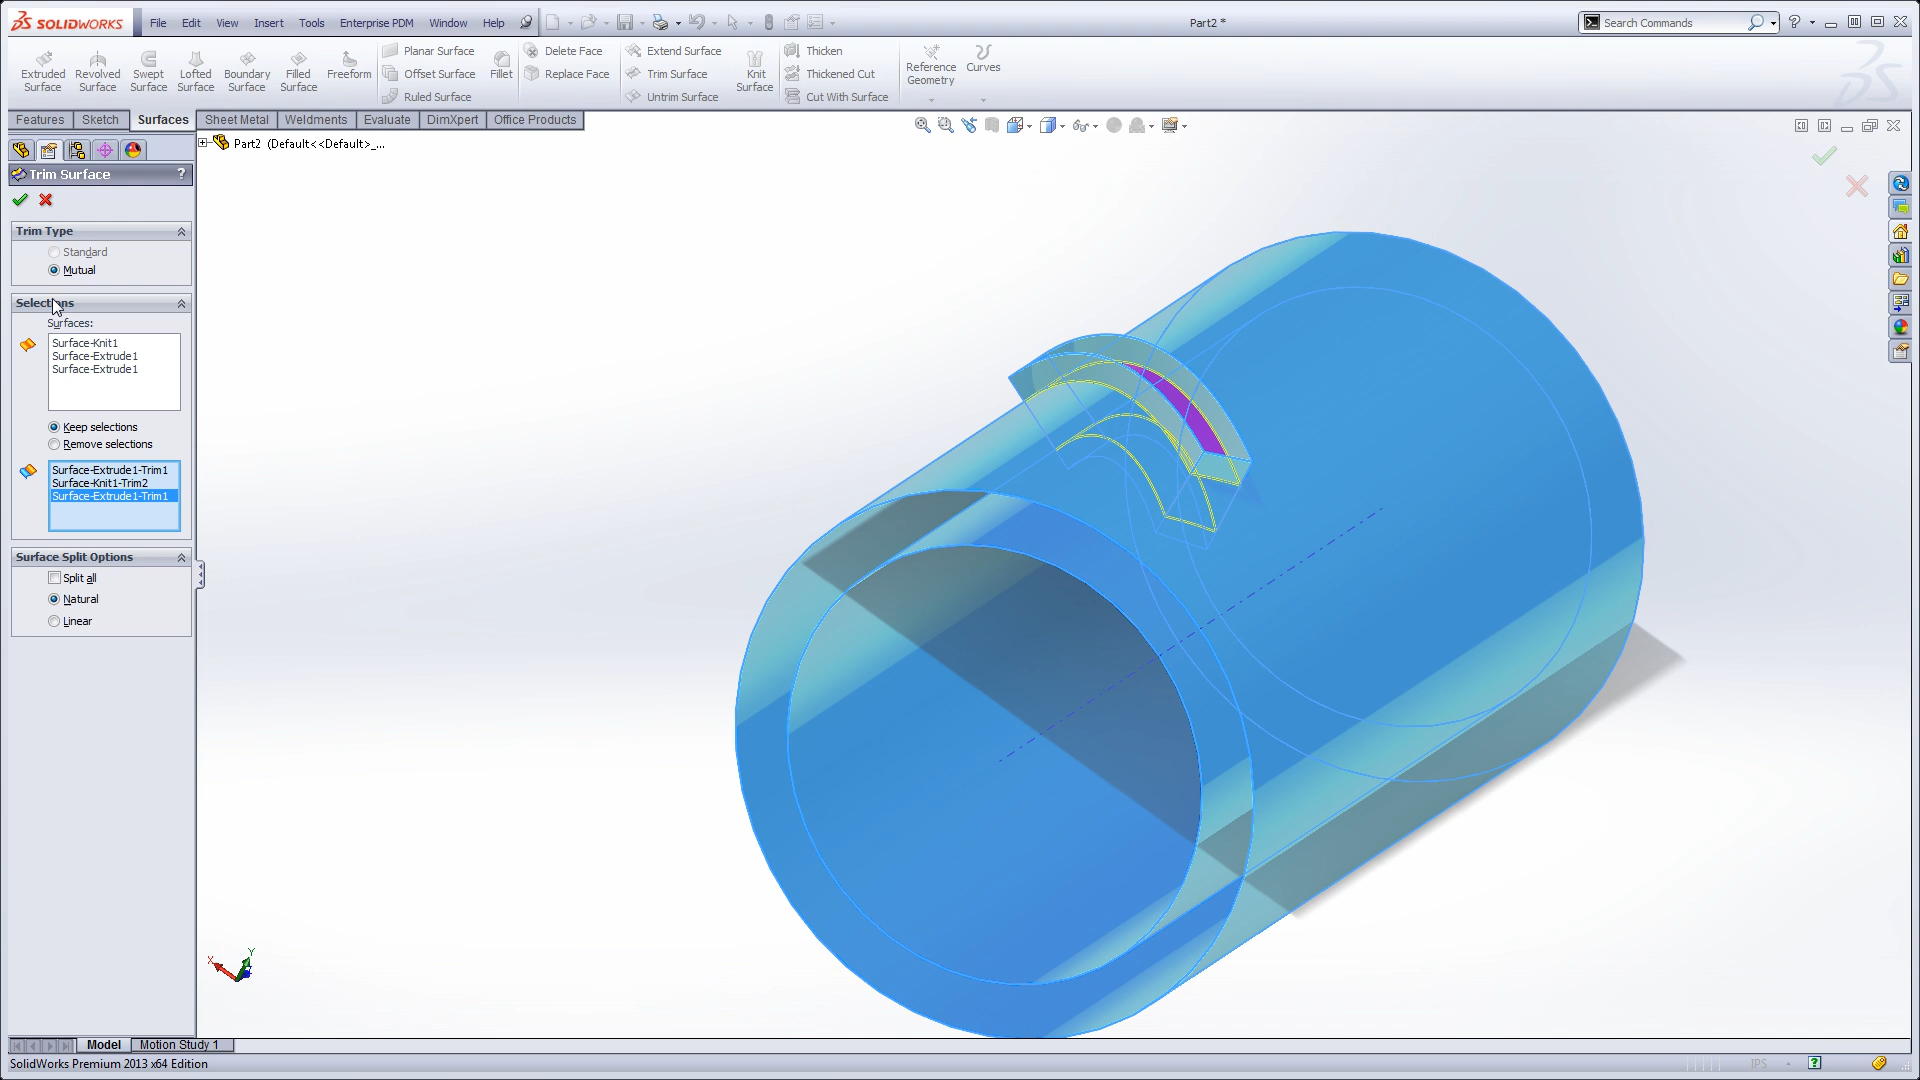 SOLIDWORKS File Edit View Insert Tools Enterprise PDM Window Help Part2 * Search Commands ?
Extruded Surface
Revolved Surface
Swept Surface
Lofted Surface
Boundary Surface
Filled Surface
Freeform
Planar Surface
Offset Surface
Ruled Surface
Fillet
Delete Face
Replace Face
Extend Surface
Trim Surface
Untrim Surface
Knit Surface
Thicken
Thickened Cut
Cut With Surface
Reference Geometry
Curves
Features Sketch Surfaces Sheet Metal Weldments Evaluate DimXpert Office Products
Part2 (Default<<Default>_...
Trim Surface ?
Trim Type
Standard
Mutual
Selections
Surfaces:
Surface-Knit1
Surface-Extrude1
Surface-Extrude1
Keep selections
Remove selections
Surface-Extrude1-Trim1
Surface-Knit1-Trim2
Surface-Extrude1-Trim1
Surface Split Options
Split all
Natural
Linear
X Y
Model Motion Study 1
SolidWorks Premium 2013 x64 Edition IPS ?